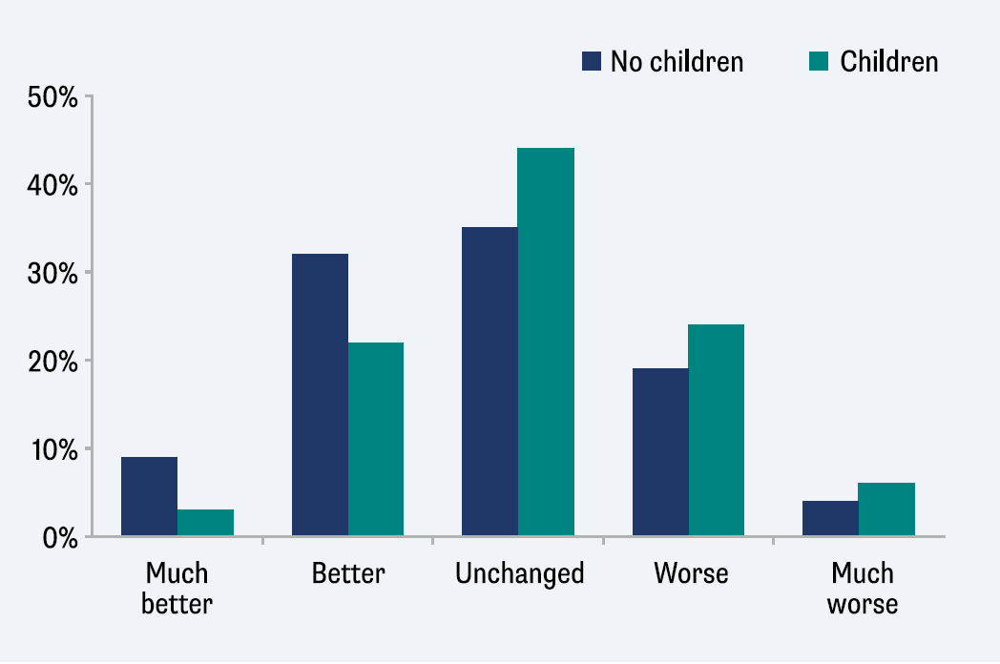 No children
Children
50%
40%
30%
20%
10%
0%
Much
better
Better
Unchanged
Worse
Much
worse